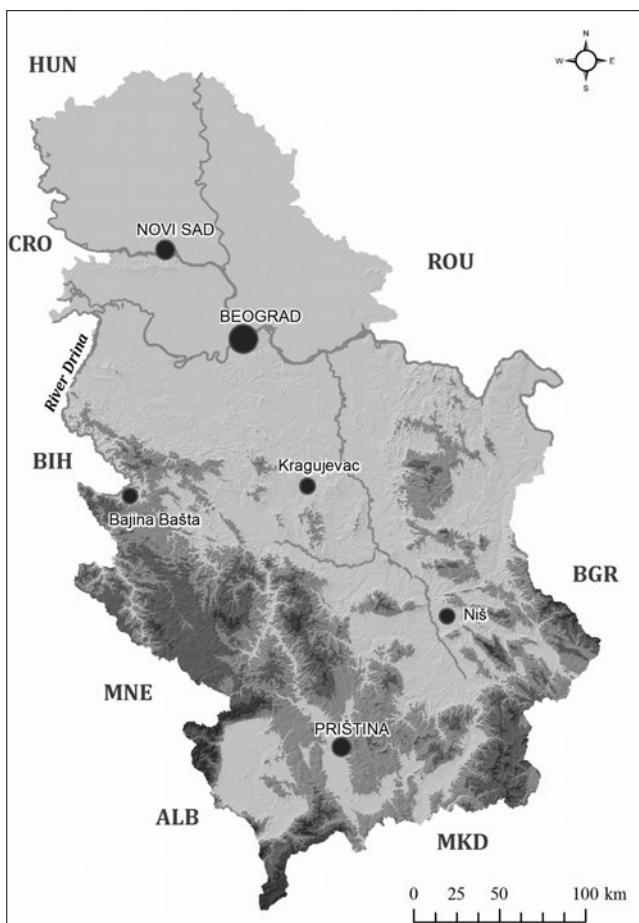 N
W E
S
HUN
NOVI SAD
CRO
ROU
BEOGRAD
River Drina
BIH
Kragujevac
Bajina Bašta
BGR
Niš
MNE
PRIŠTINA
ALB
MKD
0 25 50 100 km